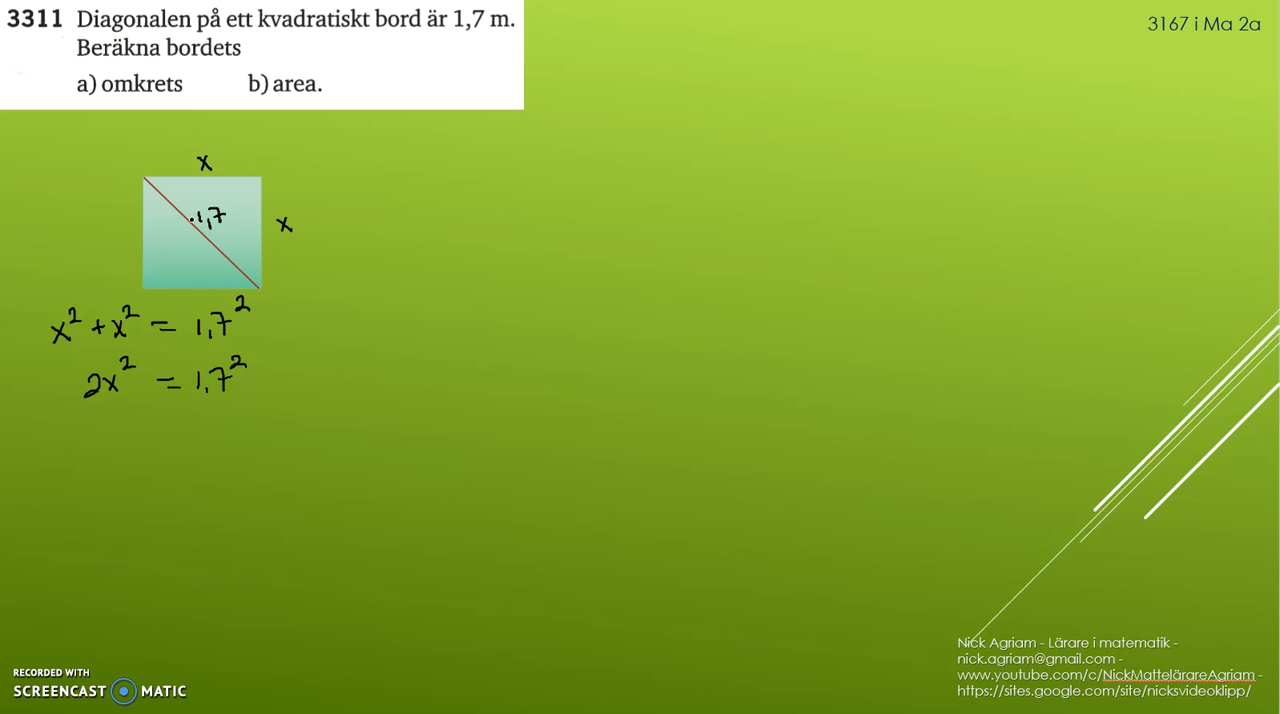 3311 Diagonalen på ett kvadratiskt bord är 1,7 m.
Beräkna bordets
a) omkrets b) area.
3167 i Ma 2a
x
1,7
x
x² + x² = 1,7²
2x² = 1,7²
Nick Agriam - Lärare i matematik -
nick.agriam@gmail.com -
www.youtube.com/c/NickMattelärareAgriam -
https://sites.google.com/site/nicksvideoklipp/
RECORDED WITH
SCREENCAST MATIC